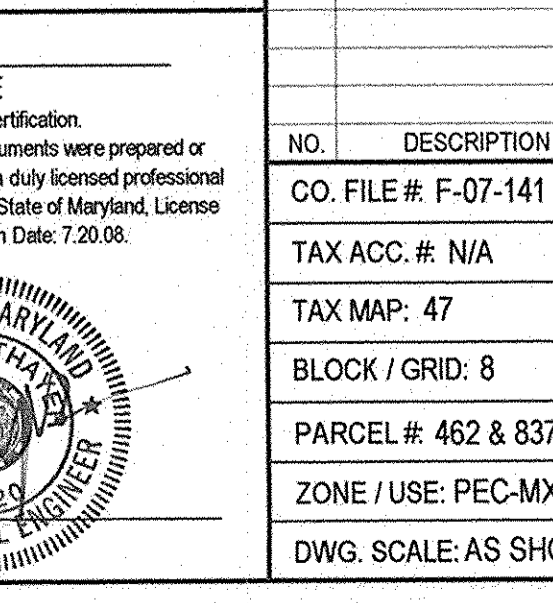 ertification.
uments were prepared or
a duly licensed professional
State of Maryland, License
n Date: 7.20.08.
MARYLAND
THAYER
ENGINEER
NO. DESCRIPTION
CO. FILE #: F-07-141
TAX ACC. #: N/A
TAX MAP: 47
BLOCK / GRID: 8
PARCEL #: 462 & 837
ZONE / USE: PEC-MX
DWG. SCALE: AS SHO